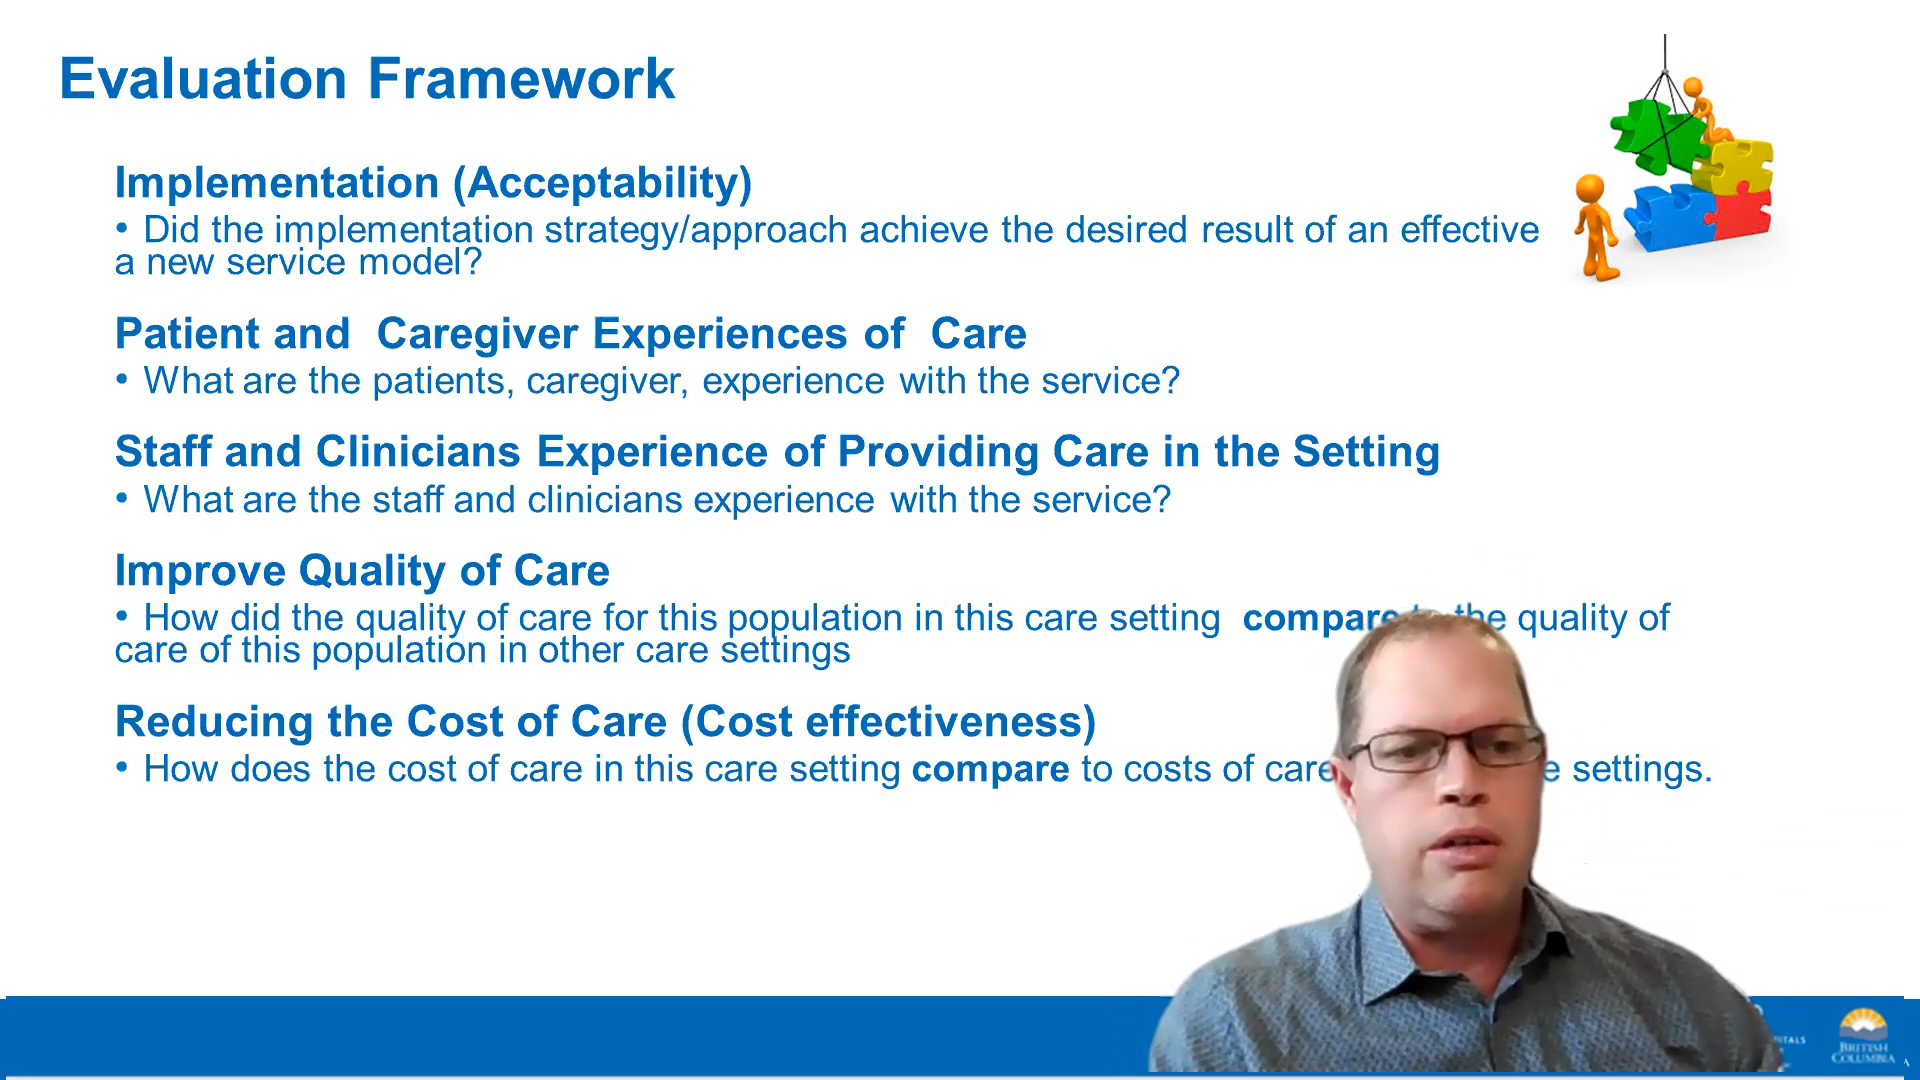 Evaluation Framework
Implementation (Acceptability)
• Did the implementation strategy/approach achieve the desired result of an effective
a new service model?
Patient and Caregiver Experiences of Care
• What are the patients, caregiver, experience with the service?
Staff and Clinicians Experience of Providing Care in the Setting
• What are the staff and clinicians experience with the service?
Improve Quality of Care
• How did the quality of care for this population in this care setting compare to the quality of
care of this population in other care settings
Reducing the Cost of Care (Cost effectiveness)
• How does the cost of care in this care setting compare to costs of care settings.
BRITISH
COLUMBIA